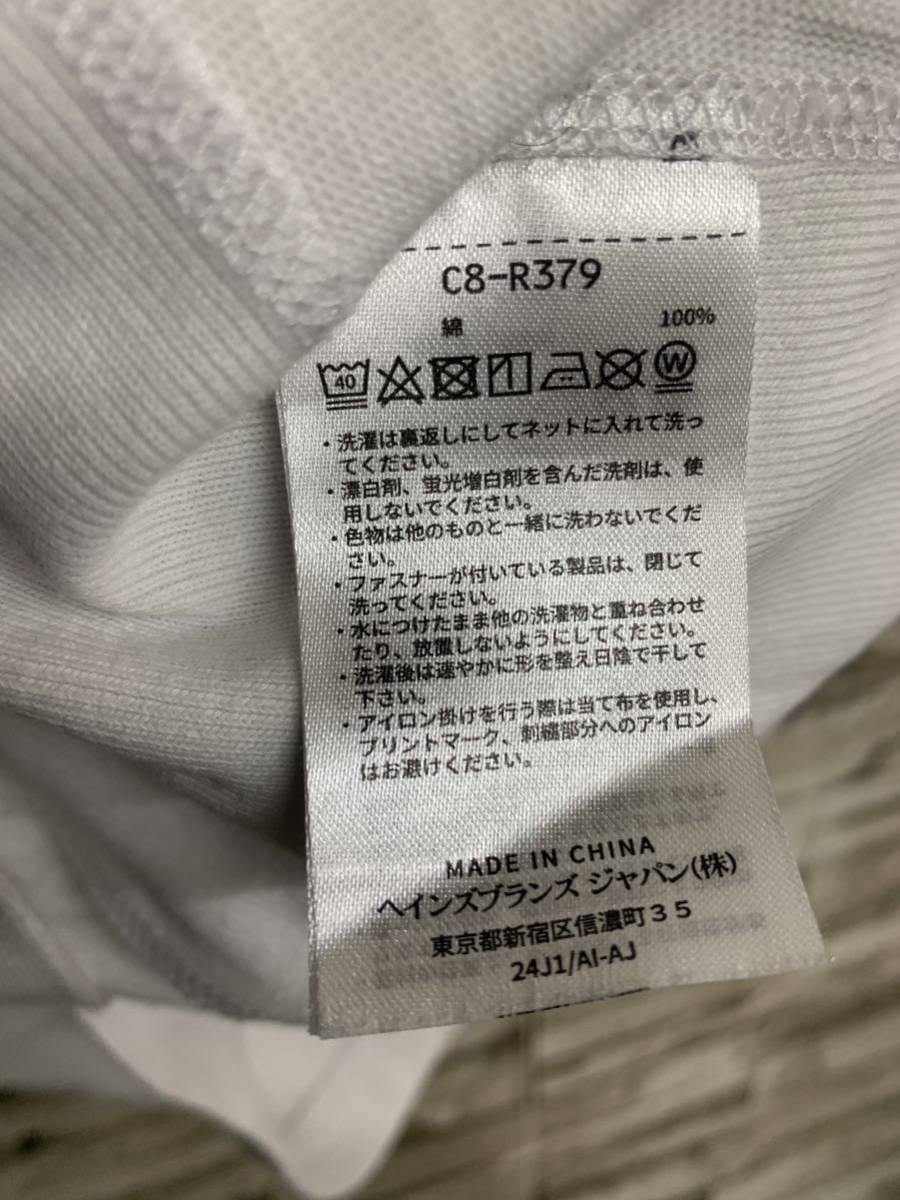 C8-R379
綿 100%
40 W
・洗濯は裏返しにしてネットに入れて洗っ
てください。
・漂白剤、蛍光増白剤を含んだ洗剤は、使
用しないでください。
・色物は他のものと一緒に洗わないでくだ
さい。
・ファスナーが付いている製品は、閉じて
洗ってください。
・水につけたまま他の洗濯物と重ね合わせ
たり、放置しないようにしてください。
・洗濯後は速やかに形を整え日陰で干して
下さい。
・アイロン掛けを行う際は当て布を使用し、
プリントマーク、刺繍部分へのアイロン
はお避けください。
MADE IN CHINA
ヘインズブランズ ジャパン(株)
東京都新宿区信濃町３５
24J1/AI-AJ